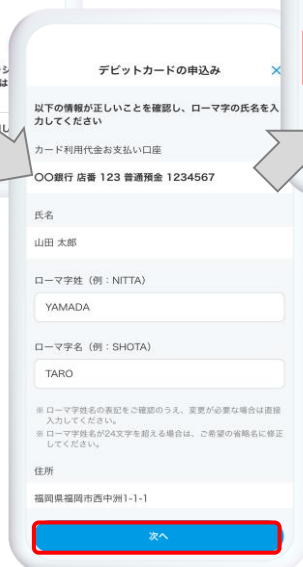 デビットカードの申込み ×
以下の情報が正しいことを確認し、ローマ字の氏名を入
力してください
カード利用代金お支払い口座
〇〇銀行 店番 123 普通預金 1234567
氏名
山田 太郎
ローマ字姓（例：NITTA）
YAMADA
ローマ字名（例：SHOTA）
TARO
※ ローマ字姓名の表記をご確認のうえ、変更が必要な場合は直接
入力してください。
※ ローマ字姓名が24文字を超える場合は、ご希望の省略名に修正
してください。
住所
福岡県福岡市西中洲1-1-1
次へ